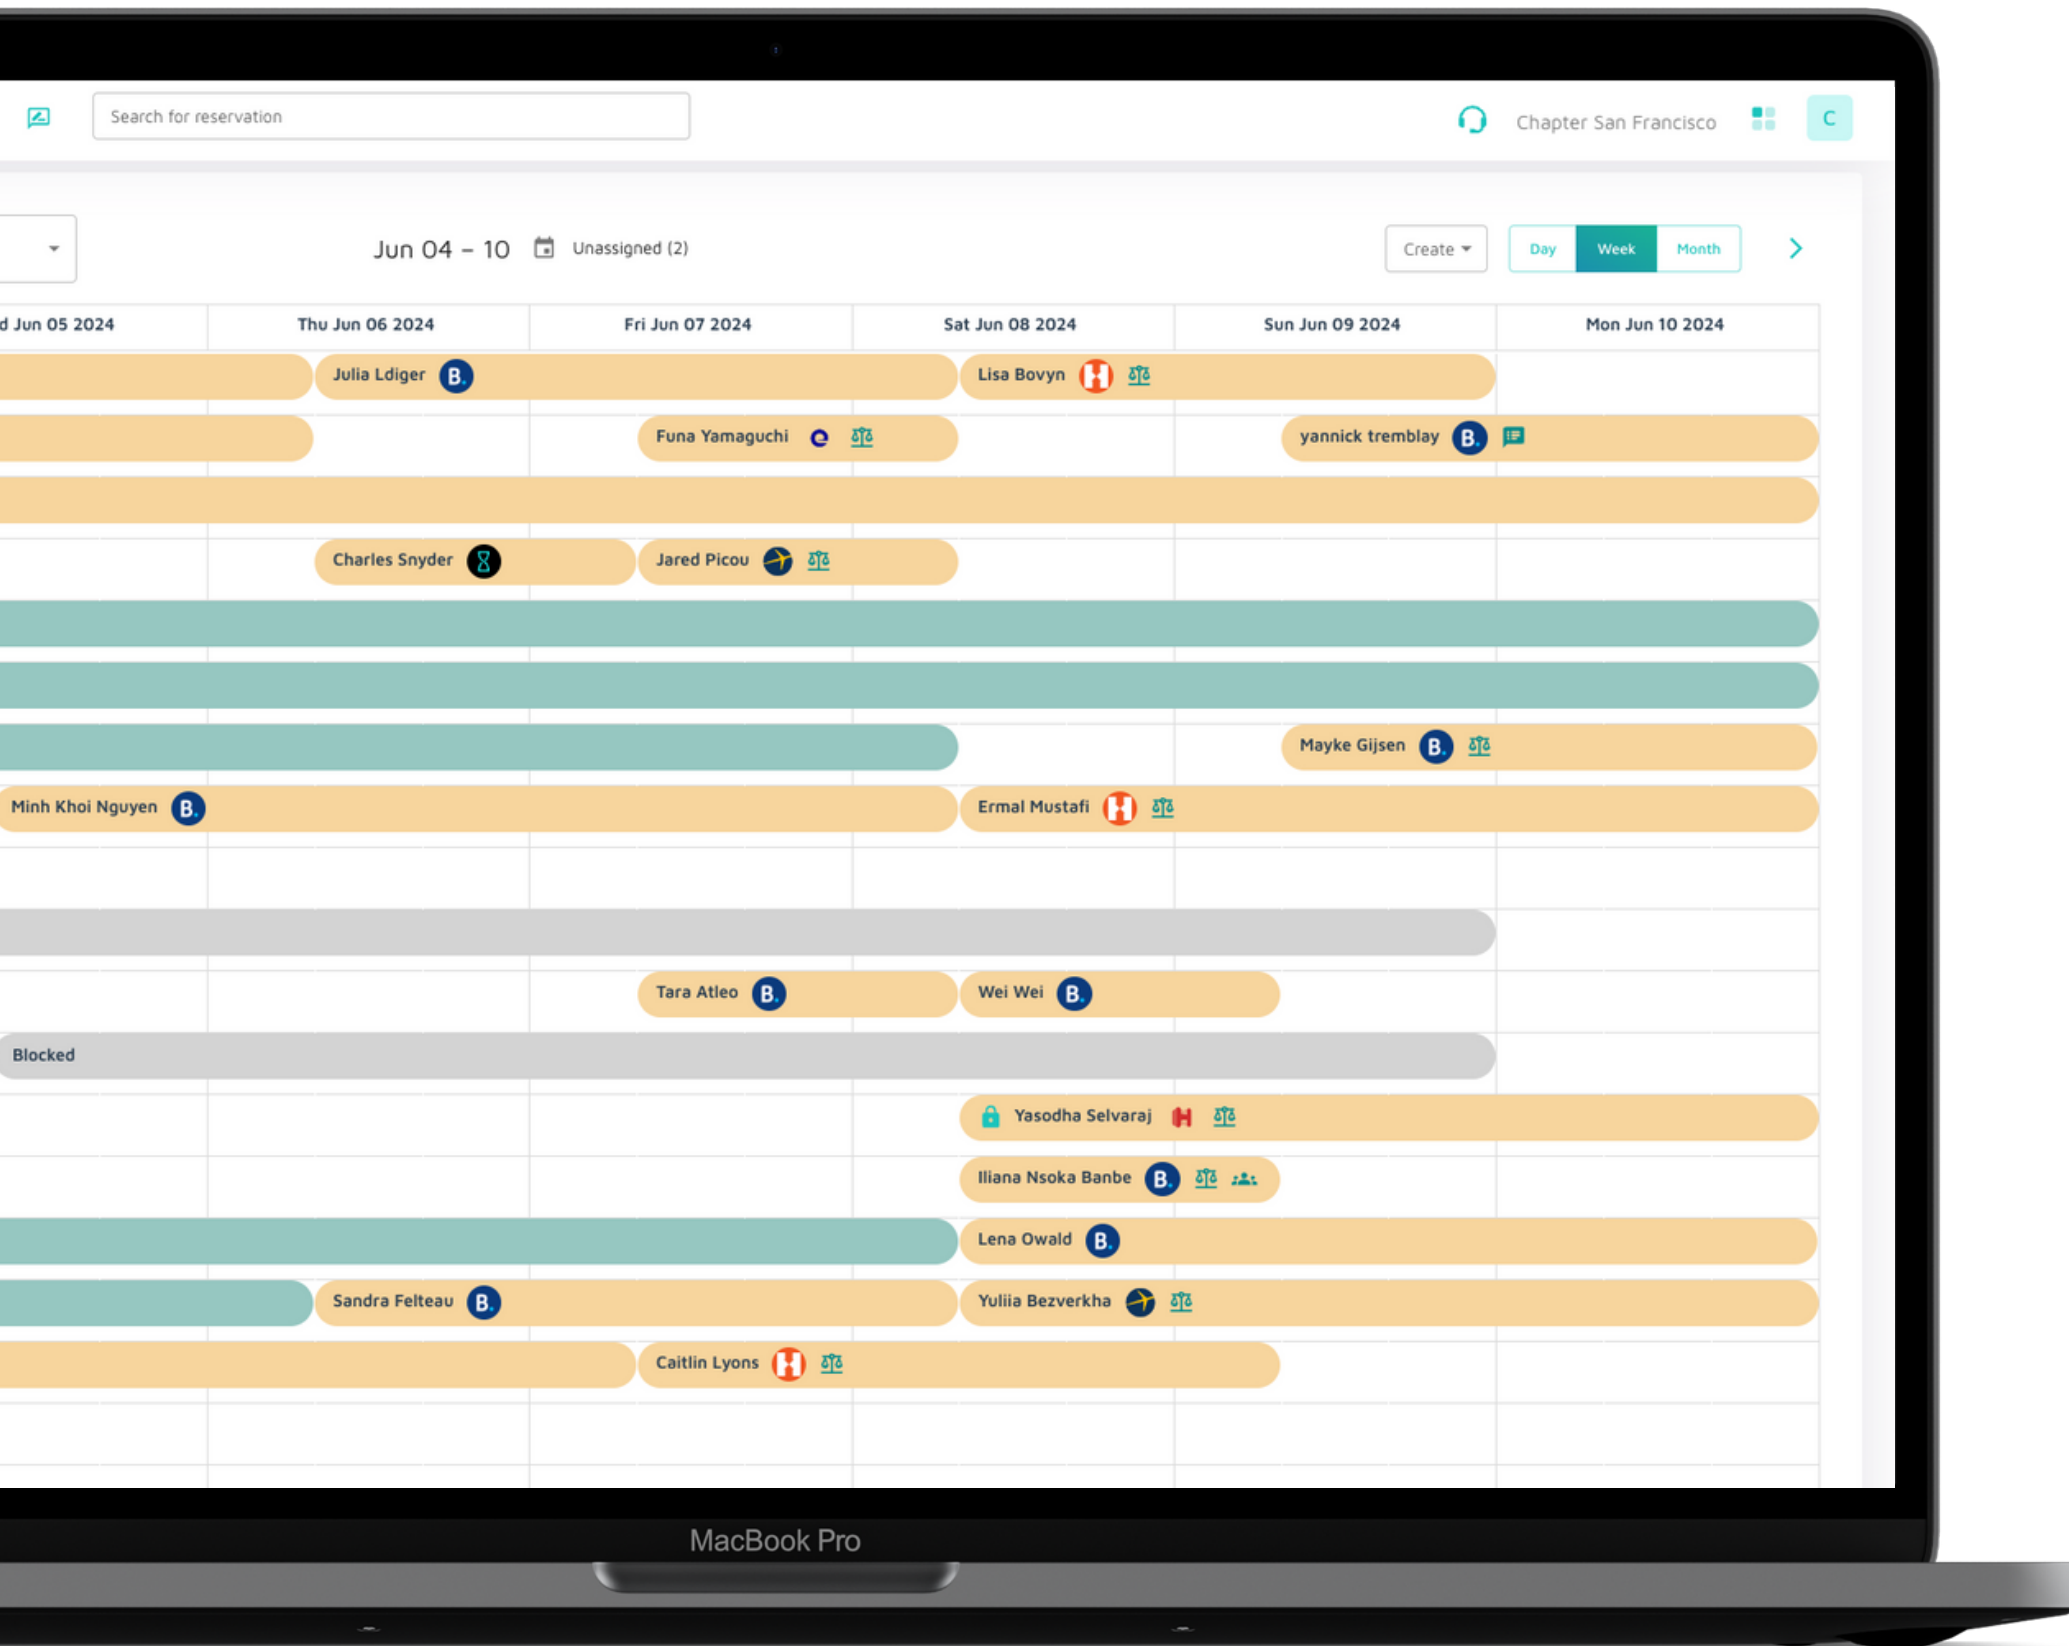 Search for reservation
Chapter San Francisco
C
Jun 04 – 10 Unassigned (2)
Create Day Week Month
d Jun 05 2024 Thu Jun 06 2024 Fri Jun 07 2024 Sat Jun 08 2024 Sun Jun 09 2024 Mon Jun 10 2024
Julia Ldiger B. Lisa Bovyn H
Funa Yamaguchi e yannick tremblay B.
Charles Snyder Jared Picou
Mayke Gijsen B.
Minh Khoi Nguyen B. Ermal Mustafi H
Tara Atleo B. Wei Wei B.
Blocked
Yasodha Selvaraj H
Iliana Nsoka Banbe B.
Lena Owald B.
Sandra Felteau B. Yuliia Bezverkha
Caitlin Lyons H
MacBook Pro